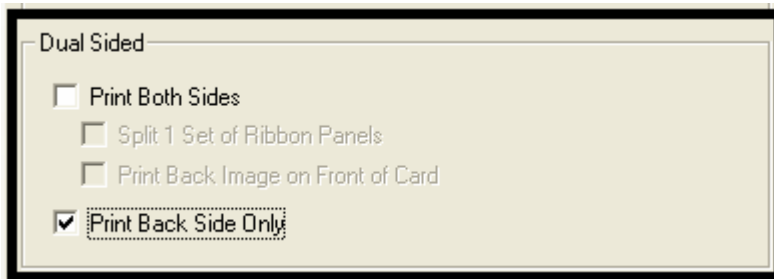 Dual Sided
Print Both Sides
Split 1 Set of Ribbon Panels
Print Back Image on Front of Card
Print Back Side Only